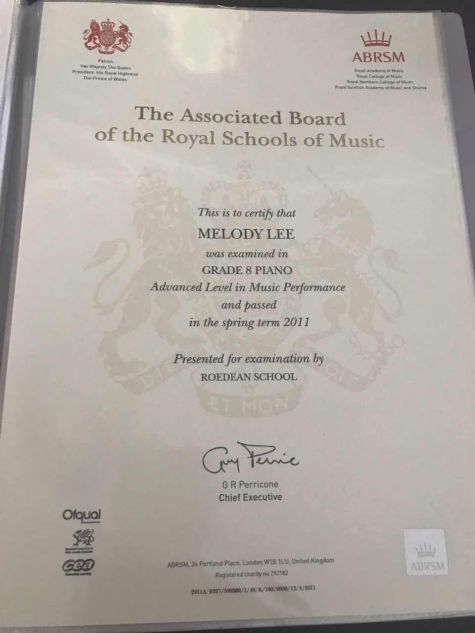 Patron:
Her Majesty The Queen
President: His Royal Highness
The Prince of Wales
ABRSM
Royal Academy of Music
Royal College of Music
Royal Northern College of Music
Royal Scottish Academy of Music and Drama
The Associated Board
of the Royal Schools of Music
This is to certify that
MELODY LEE
was examined in
GRADE 8 PIANO
Advanced Level in Music Performance
and passed
in the spring term 2011
Presented for examination by
ROEDEAN SCHOOL
ET MON
Guy Perric
G R Perricone
Chief Executive
Ofqual
ABRSM, 24 Portland Place, London W1B 1LU, United Kingdom
Registered charity no 292182
ABRSM